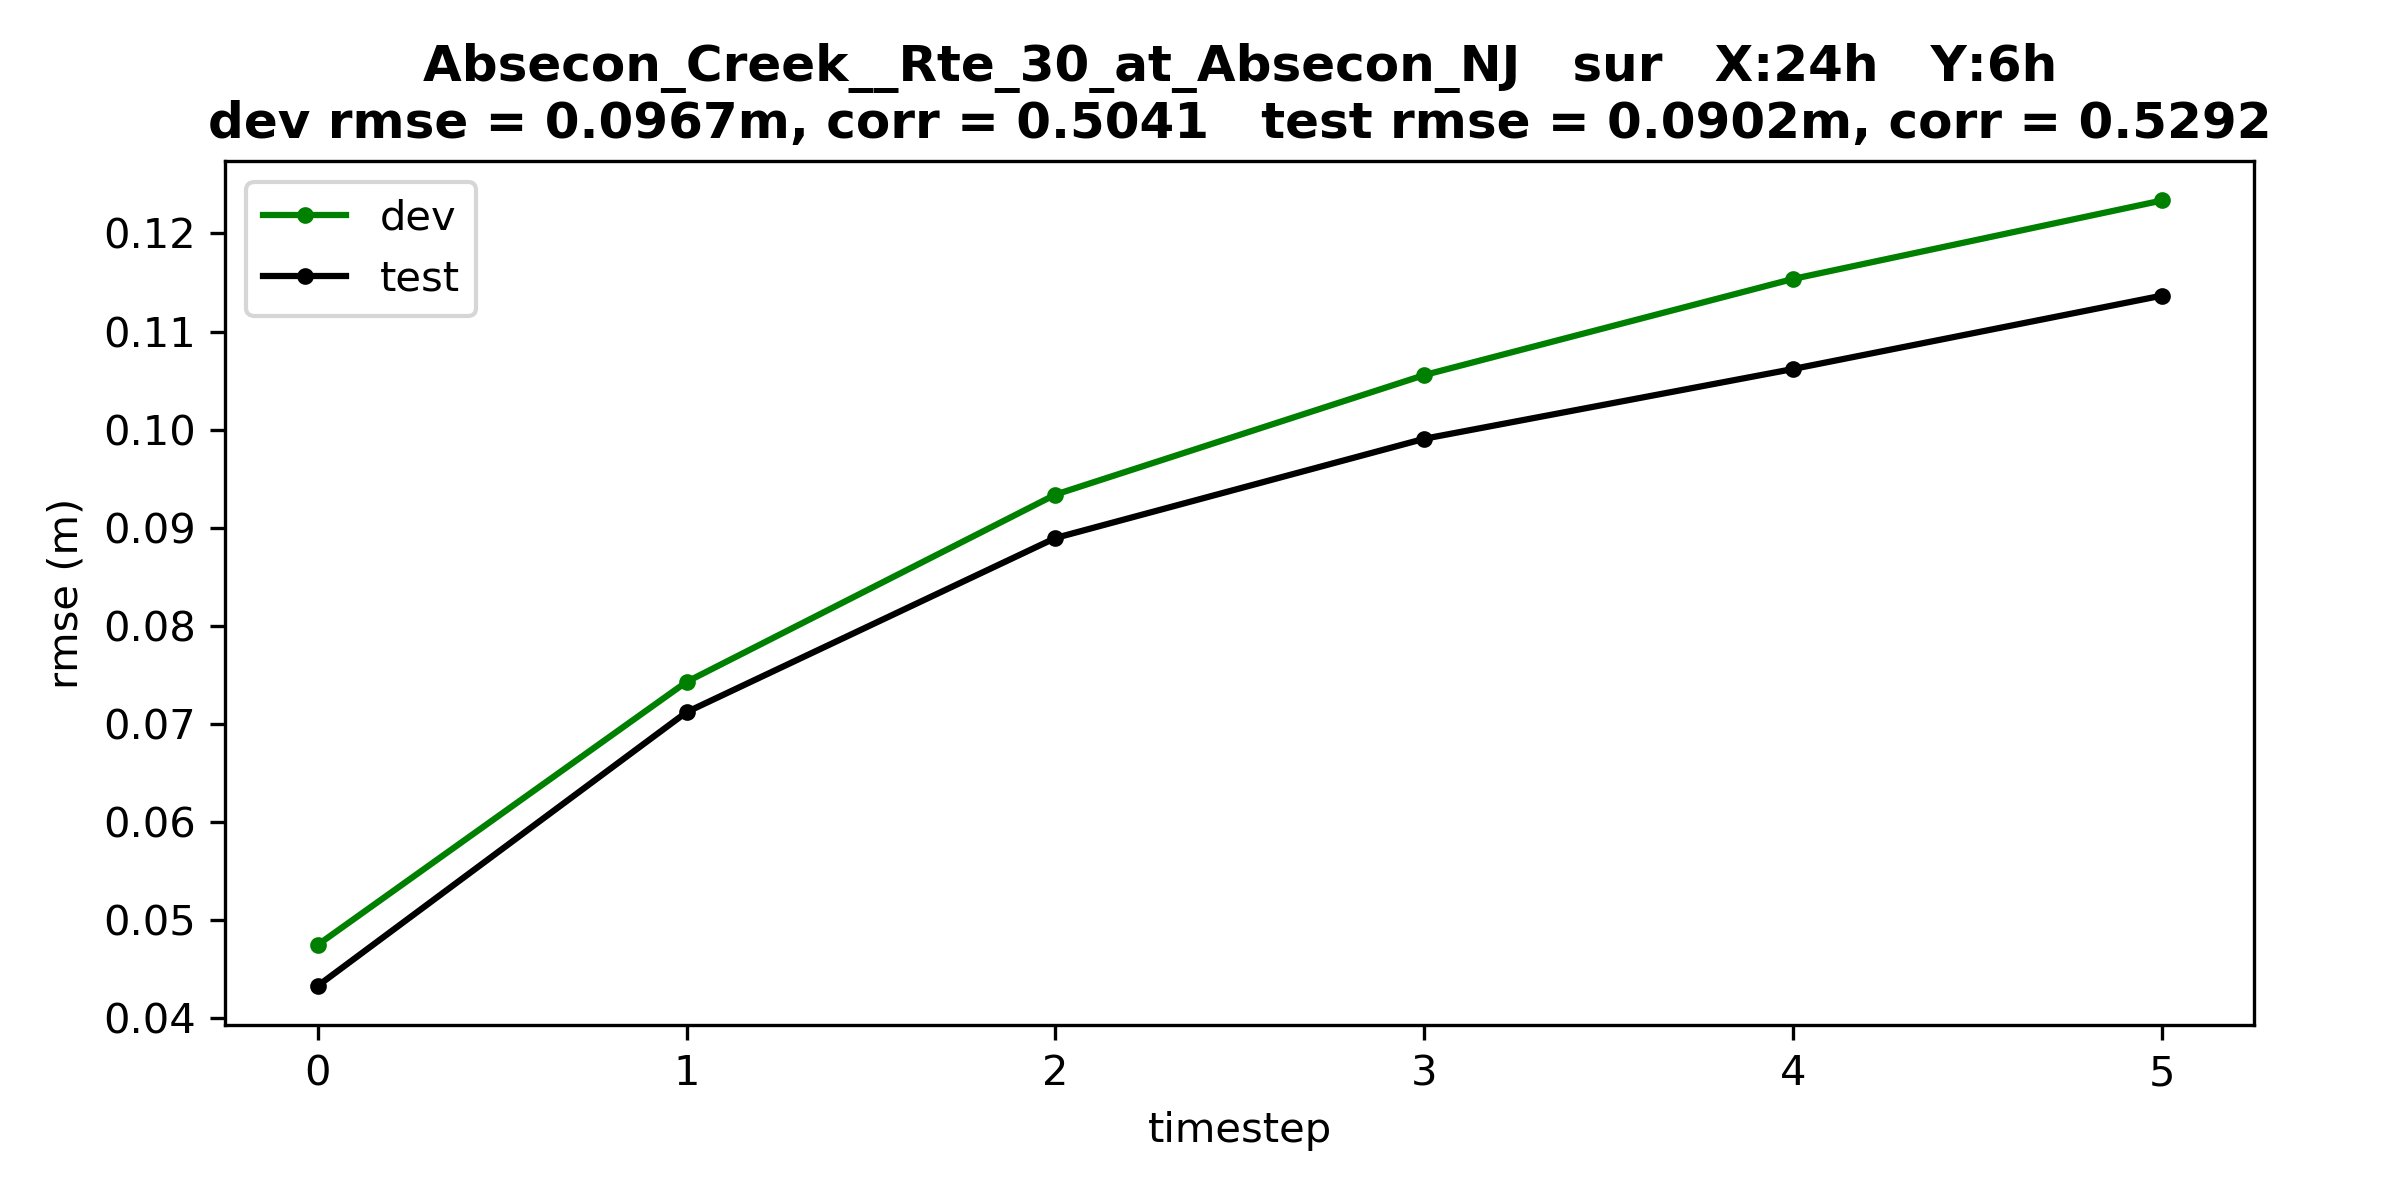 Absecon_Creek__Rte_30_at_Absecon_NJ   sur   X:24h   Y:6h
dev rmse = 0.0967m, corr = 0.5041   test rmse = 0.0902m, corr = 0.5292
dev
test
0.12
0.11
0.10
0.09
0.08
0.07
0.06
0.05
0.04
rmse (m)
0 1 2 3 4 5
timestep